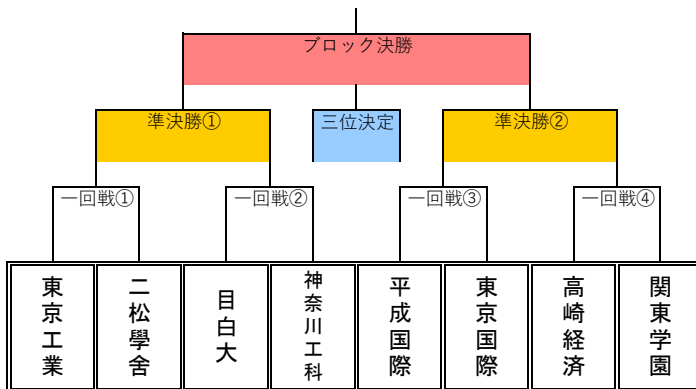 ブロック決勝
準決勝①
三位決定
準決勝②
一回戦①
一回戦②
一回戦③
一回戦④
東京工業
二松學舎
目白大
神奈川工科
平成国際
東京国際
高崎経済
関東学園